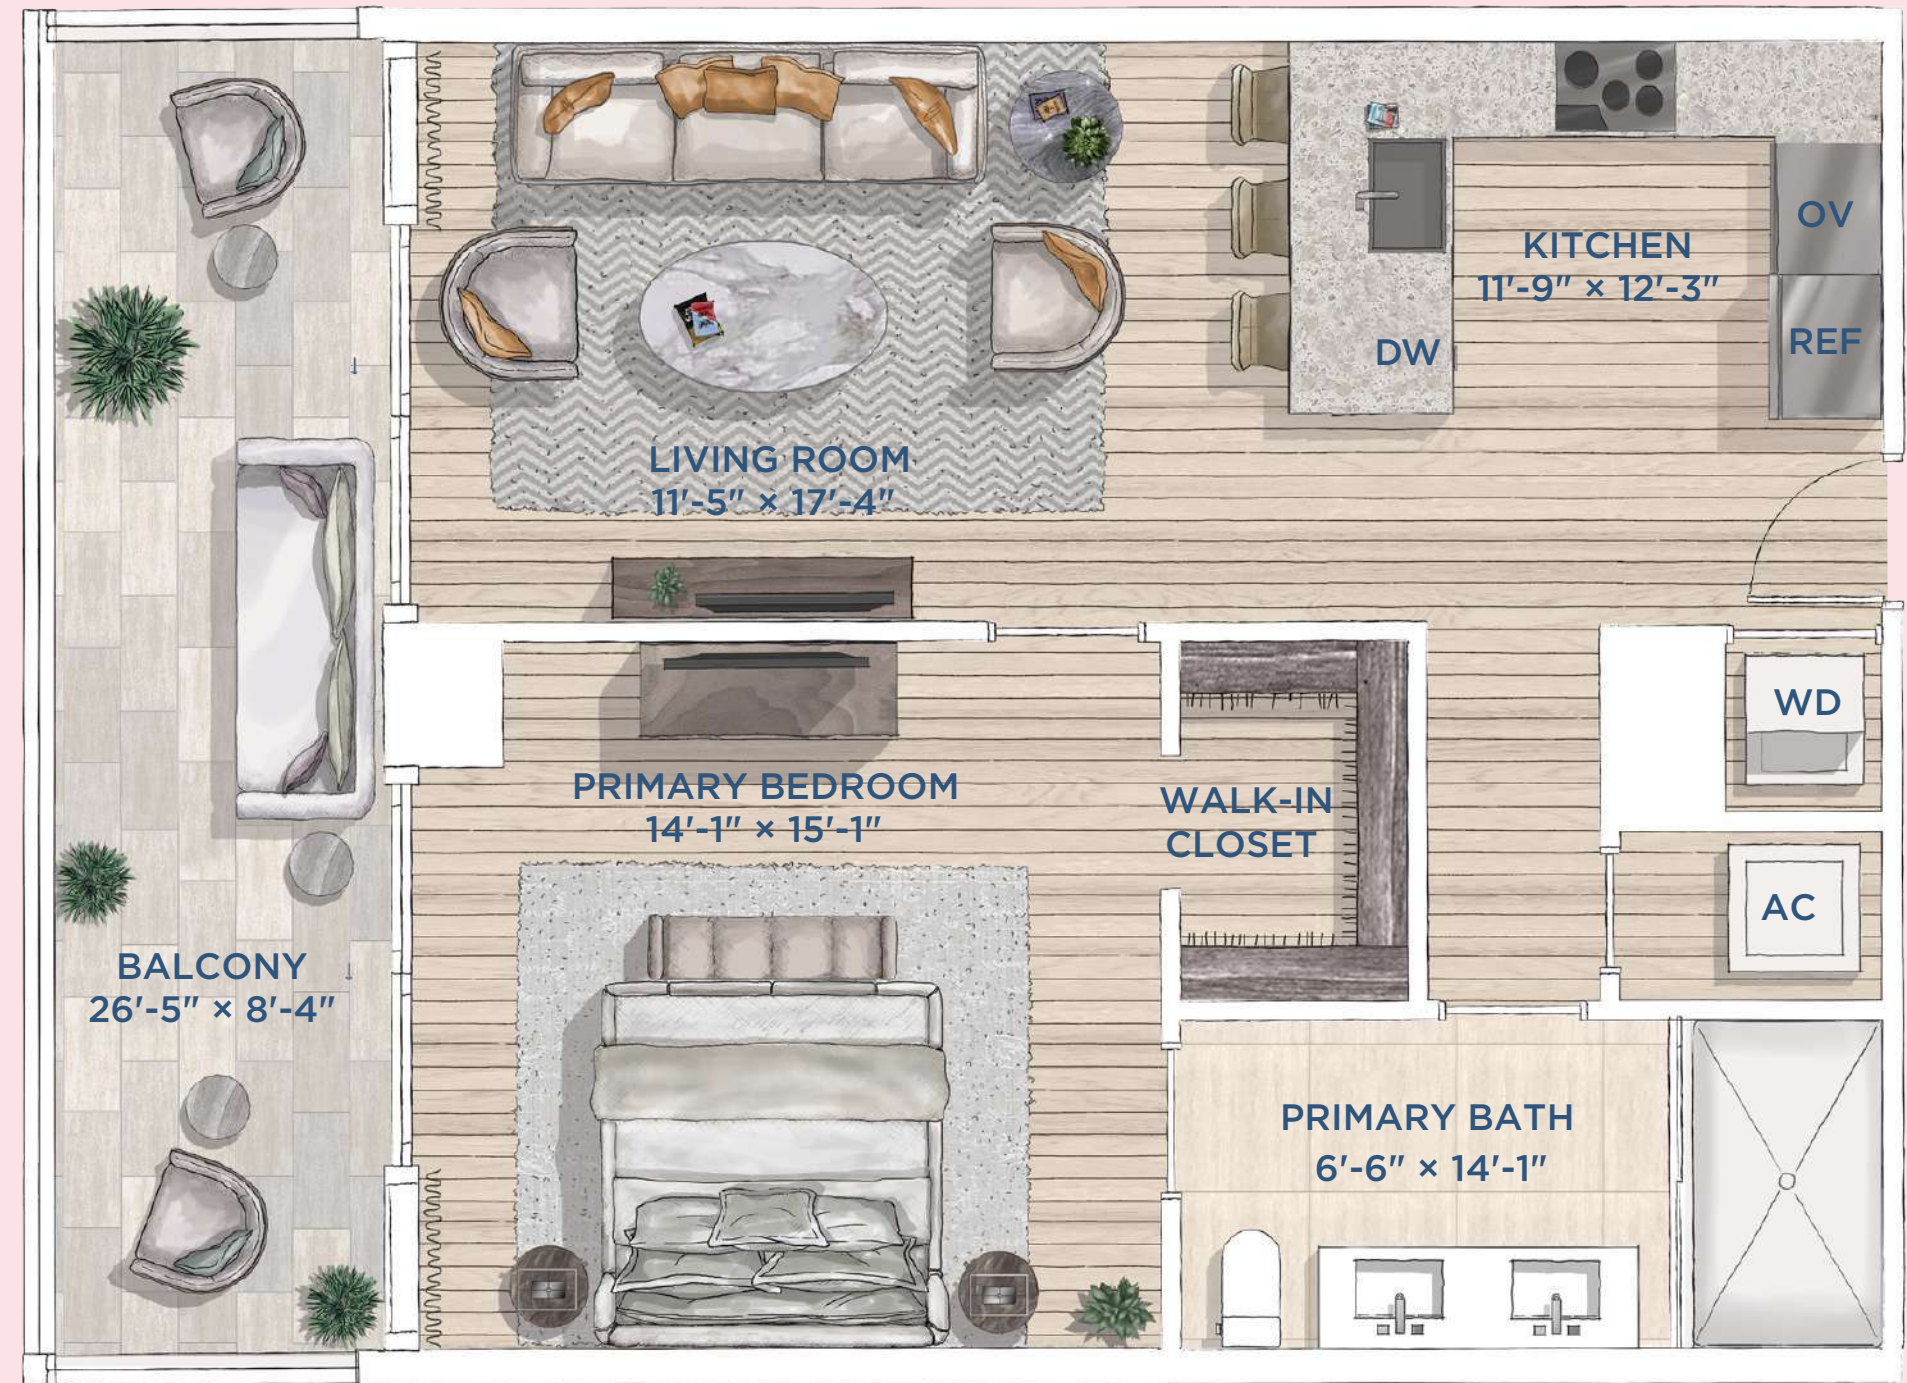 KITCHEN
11'-9" × 12'-3"
OV
REF
DW
LIVING ROOM
11'-5" × 17'-4"
WD
PRIMARY BEDROOM
14'-1" × 15'-1"
WALK-IN
CLOSET
AC
BALCONY
26'-5" × 8'-4"
PRIMARY BATH
6'-6" × 14'-1"